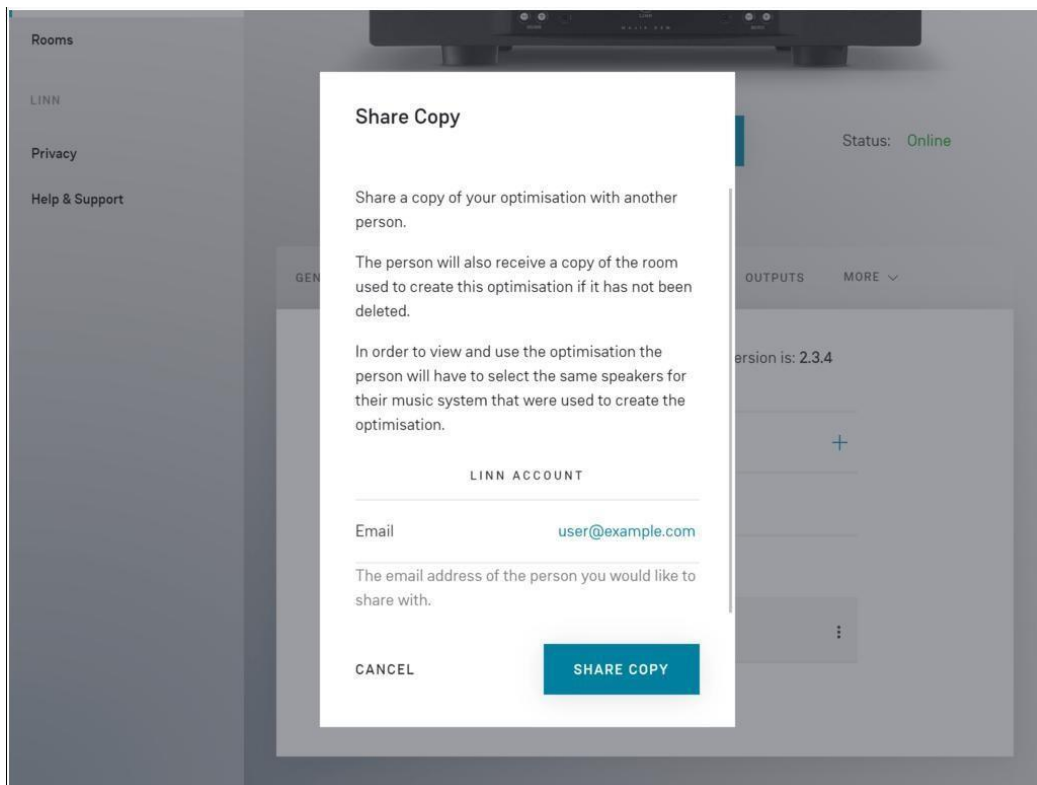 LINN
Rooms
LINN
Privacy
Help & Support
Status: Online
GEN
OUTPUTS
MORE
ersion is: 2.3.4
Share Copy
Share a copy of your optimisation with another
person.
The person will also receive a copy of the room
used to create this optimisation if it has not been
deleted.
In order to view and use the optimisation the
person will have to select the same speakers for
their music system that were used to create the
optimisation.
LINN ACCOUNT
Email user@example.com
The email address of the person you would like to
share with.
CANCEL SHARE COPY